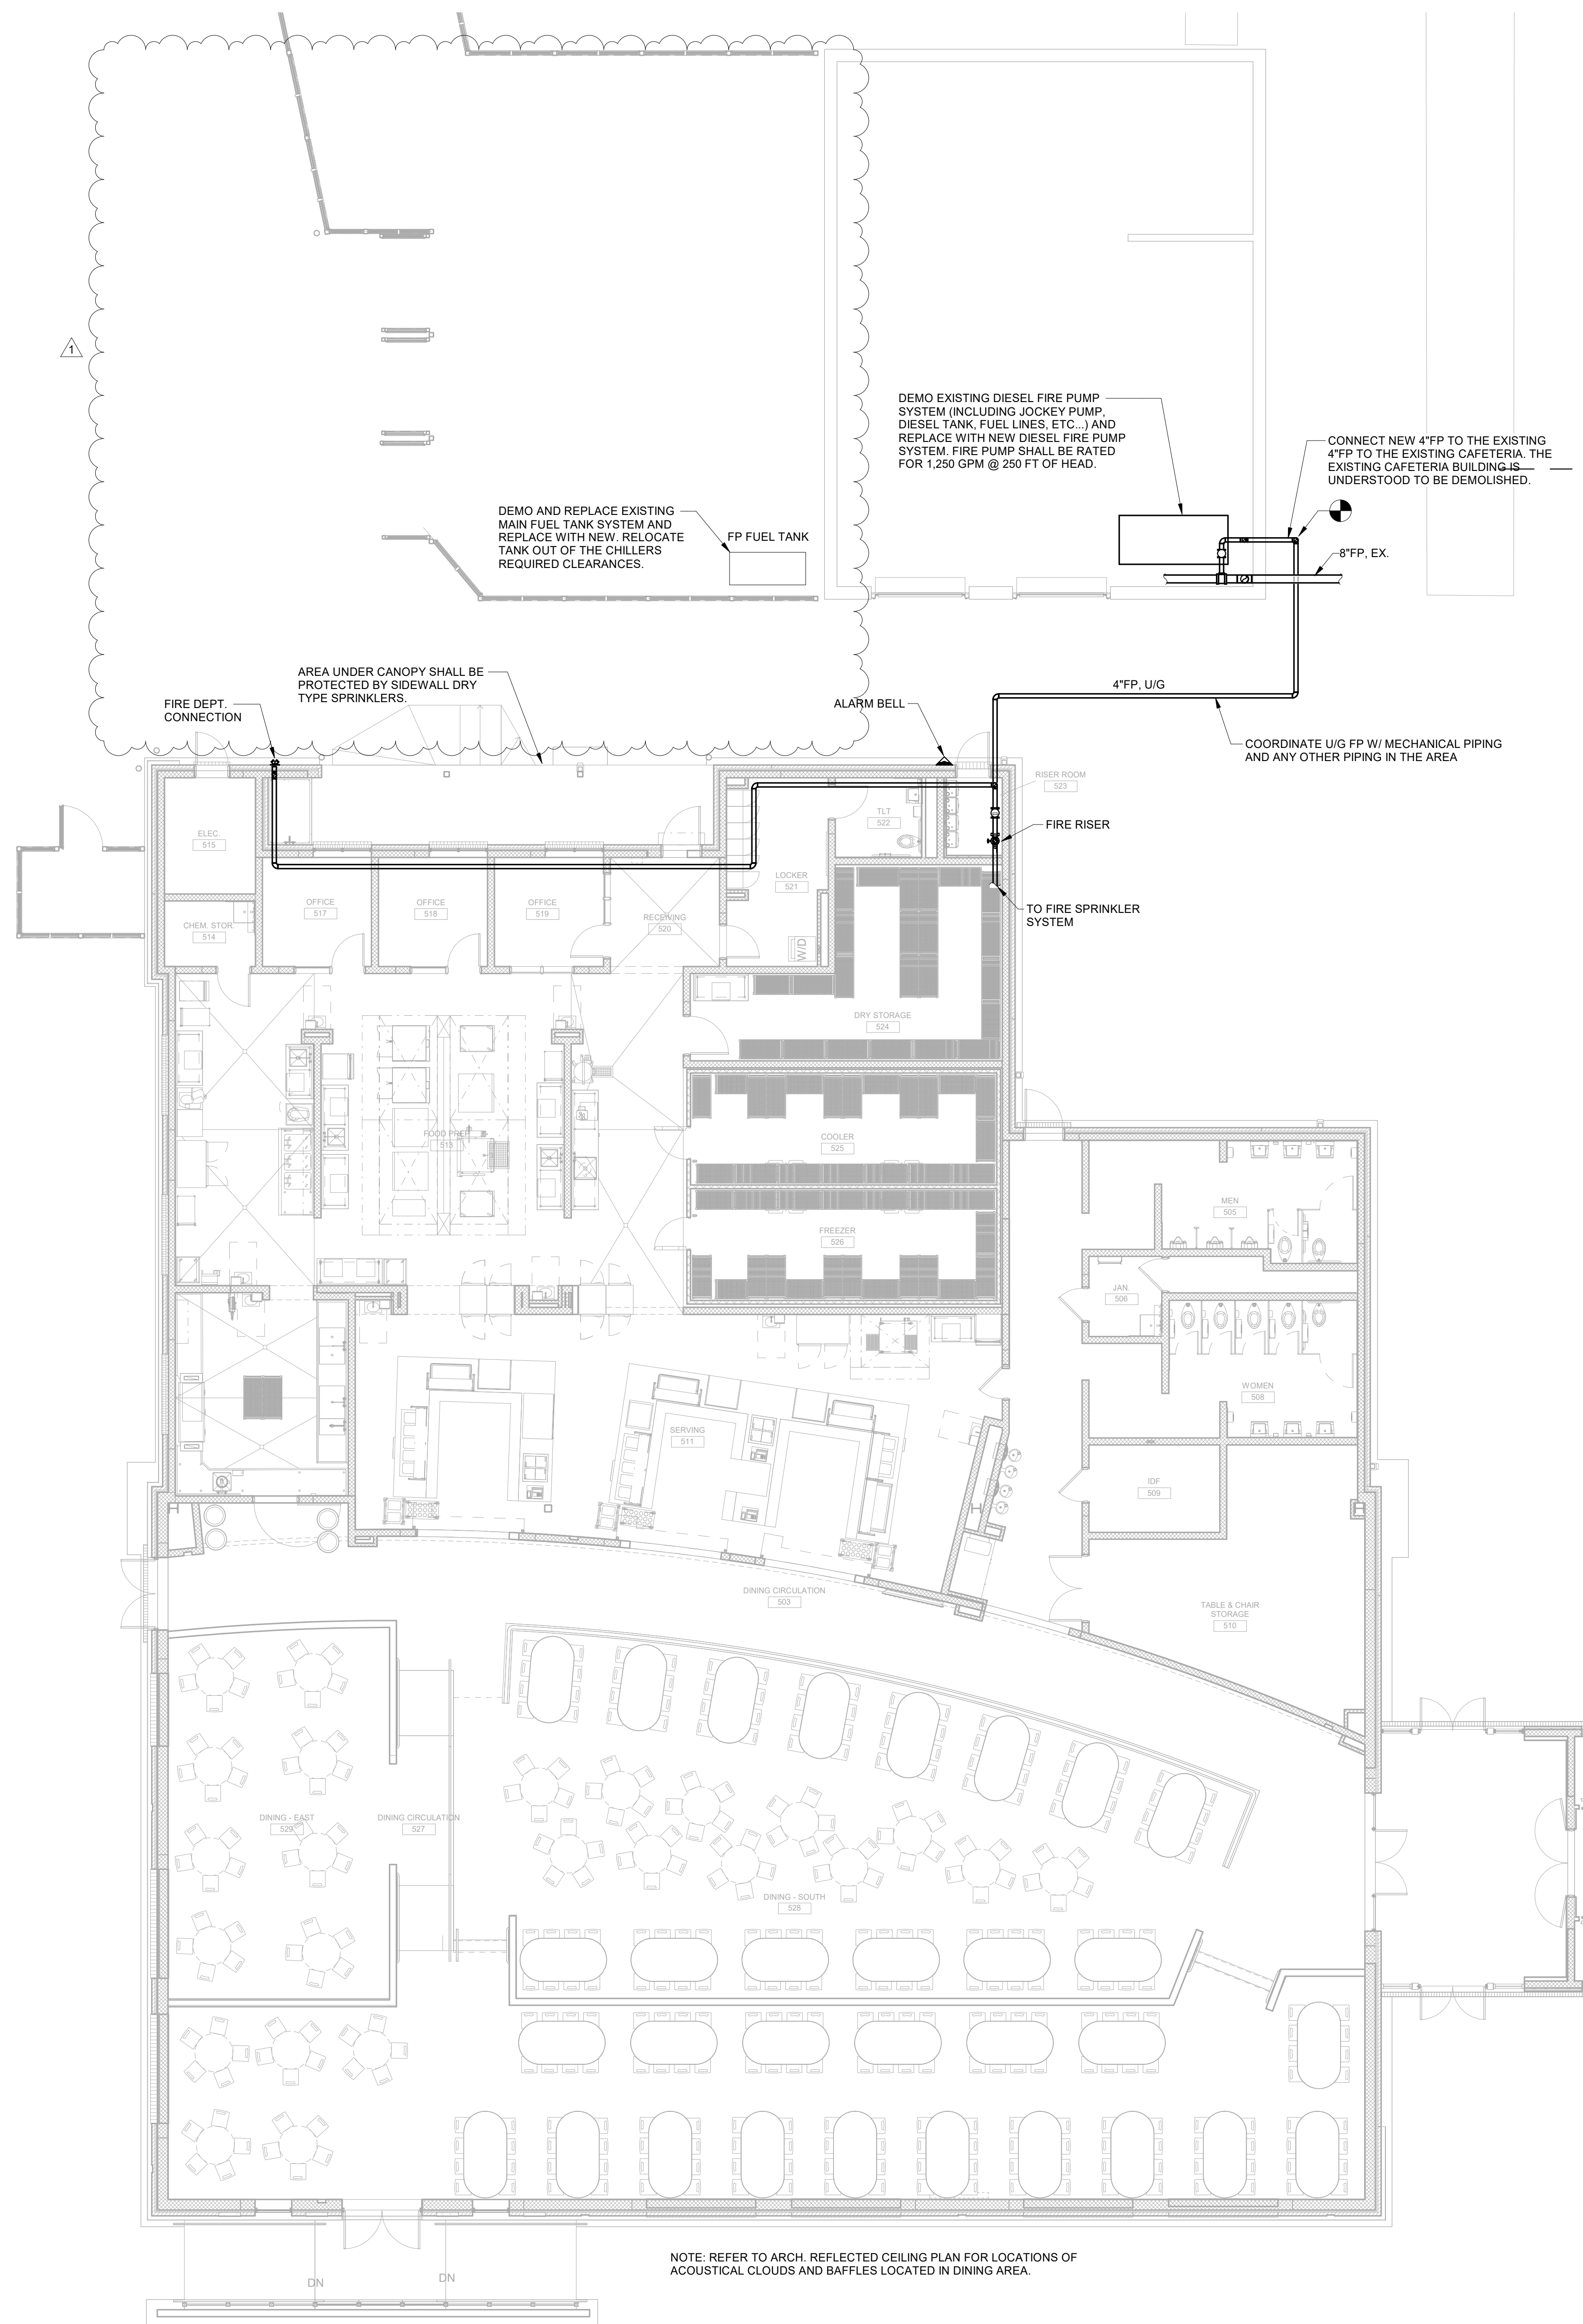 1
DEMO EXISTING DIESEL FIRE PUMP
SYSTEM (INCLUDING JOCKEY PUMP,
DIESEL TANK, FUEL LINES, ETC...) AND
REPLACE WITH NEW DIESEL FIRE PUMP
SYSTEM. FIRE PUMP SHALL BE RATED
FOR 1,250 GPM @ 250 FT OF HEAD.
CONNECT NEW 4"FP TO THE EXISTING
4"FP TO THE EXISTING CAFETERIA. THE
EXISTING CAFETERIA BUILDING IS
UNDERSTOOD TO BE DEMOLISHED.
DEMO AND REPLACE EXISTING
MAIN FUEL TANK SYSTEM AND
REPLACE WITH NEW. RELOCATE
TANK OUT OF THE CHILLERS
REQUIRED CLEARANCES.
FP FUEL TANK
8"FP, EX.
AREA UNDER CANOPY SHALL BE
PROTECTED BY SIDEWALL DRY
TYPE SPRINKLERS.
FIRE DEPT.
CONNECTION
ALARM BELL
4"FP, U/G
COORDINATE U/G FP W/ MECHANICAL PIPING
AND ANY OTHER PIPING IN THE AREA
RISER ROOM
523
ELEC.
515
TLT
522
FIRE RISER
LOCKER
521
OFFICE
517
OFFICE
518
OFFICE
519
RECEIVING
520
TO FIRE SPRINKLER
SYSTEM
CHEM. STOR.
514
W/D
DRY STORAGE
524
FOOD PREP
513
COOLER
525
FREEZER
526
MEN
505
JAN.
506
WOMEN
508
SERVING
511
IDF
509
DINING CIRCULATION
503
TABLE & CHAIR
STORAGE
510
DINING - EAST
529
DINING CIRCULATION
527
DINING - SOUTH
528
NOTE: REFER TO ARCH. REFLECTED CEILING PLAN FOR LOCATIONS OF
ACOUSTICAL CLOUDS AND BAFFLES LOCATED IN DINING AREA.
DN
DN